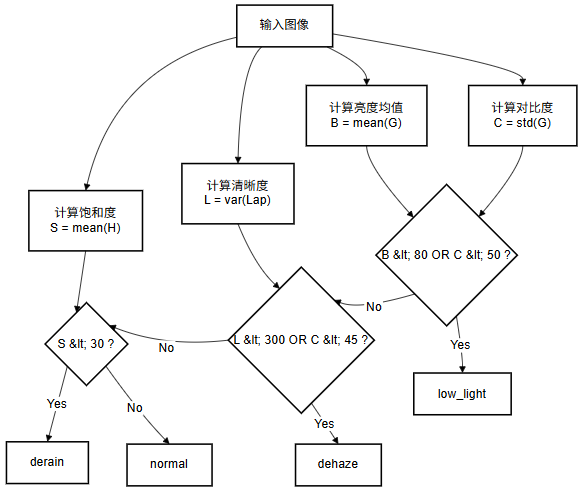 输入图像
计算亮度均值
B = mean(G)
计算对比度
C = std(G)
计算清晰度
L = var(Lap)
计算饱和度
S = mean(H)
B &lt; 80 OR C &lt; 50 ?
No
Yes
L &lt; 300 OR C &lt; 45 ?
No
Yes
S &lt; 30 ?
Yes
No
low_light
derain
normal
dehaze